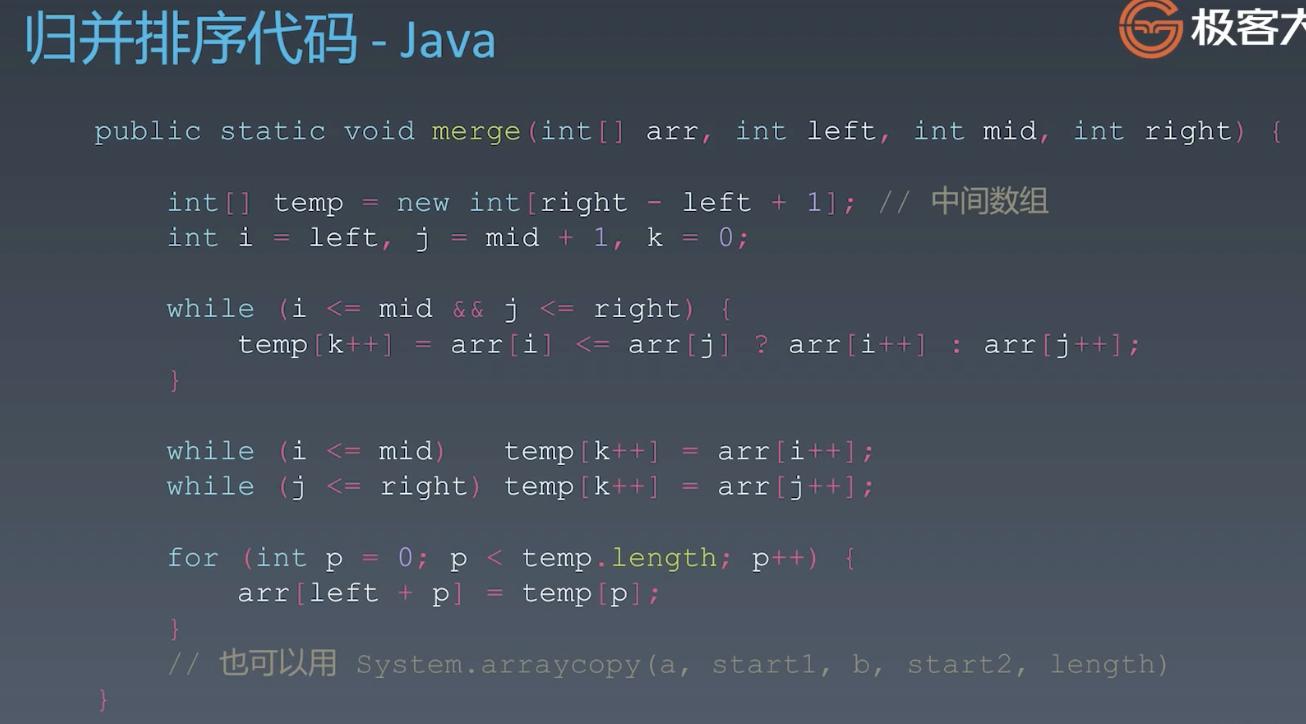 归并排序代码 - Java
极客大
public static void merge(int[] arr, int left, int mid, int right) {
int[] temp = new int[right - left + 1]; // 中间数组
int i = left, j = mid + 1, k = 0;
while (i <= mid && j <= right) {
temp[k++] = arr[i] <= arr[j] ? arr[i++] : arr[j++];
}
while (i <= mid)   temp[k++] = arr[i++];
while (j <= right) temp[k++] = arr[j++];
for (int p = 0; p < temp.length; p++) {
arr[left + p] = temp[p];
}
// 也可以用 System.arraycopy(a, start1, b, start2, length)
}